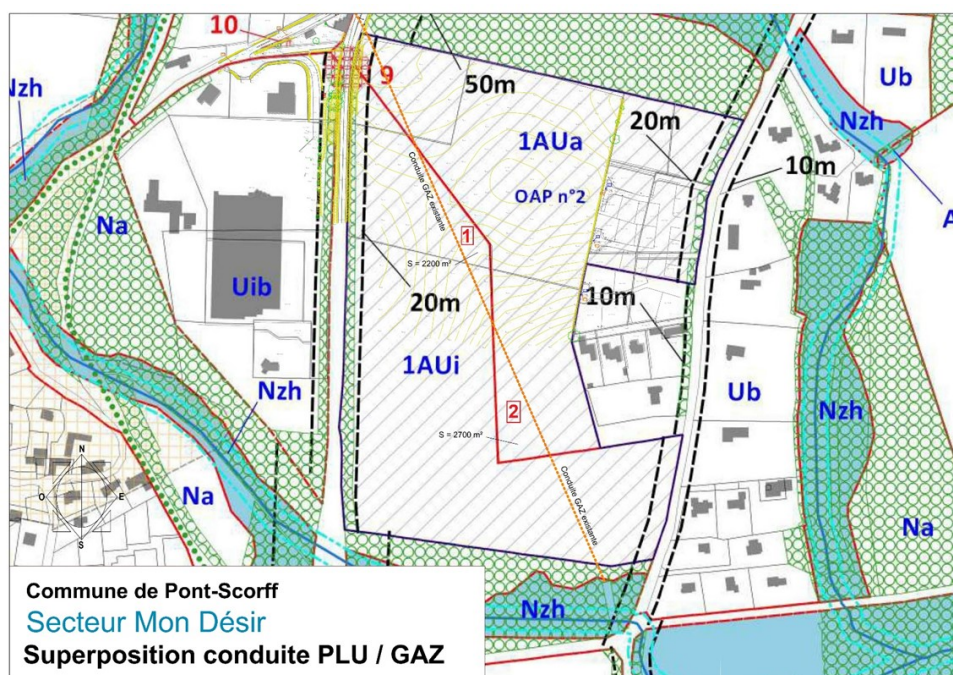 10
9
Nzh
50m
Ub
Nzh
20m
1AUa
10m
OAP n°2
Conduite GAZ existante
Na
1
A
S = 2200 m²
Uib
20m
10m
1AUi
Nzh
Ub
Nzh
2
S = 2700 m²
N
O
E
S
Na
Conduite GAZ existante
Na
Nzh
Commune de Pont-Scorff
Secteur Mon Désir
Superposition conduite PLU / GAZ